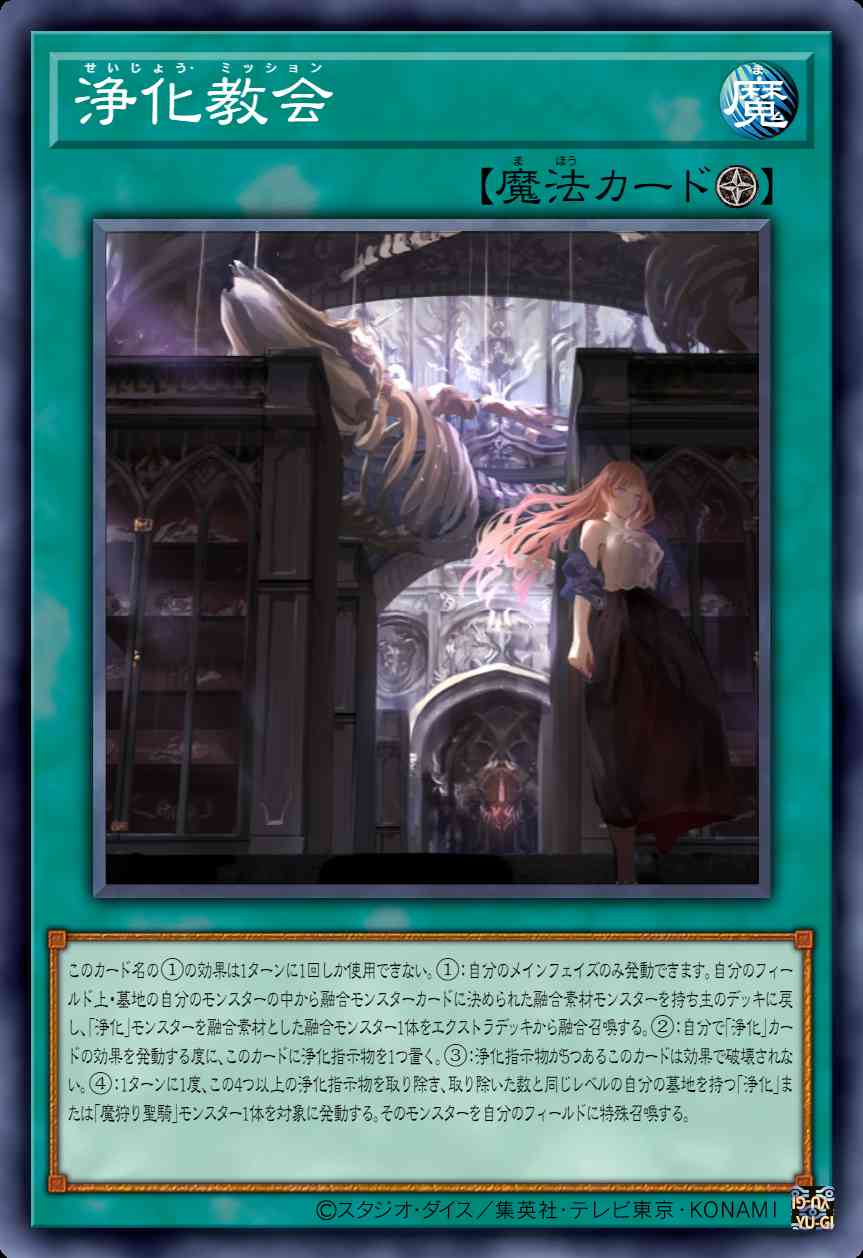 せいじょう・ミッション
浄化教会
ま
魔
まほう
【魔法カード】
このカード名の①の効果は1ターンに1回しか使用できない。①:自分のメインフェイズのみ発動できます。自分のフィー
ルド上・墓地の自分のモンスターの中から融合モンスターカードに決められた融合素材モンスターを持ち主のデッキに戻
し、「浄化」モンスターを融合素材とした融合モンスター1体をエクストラデッキから融合召喚する。②:自分で「浄化」カー
ドの効果を発動する度に、このカードに浄化指示物を1つ置く。③:浄化指示物が5つあるこのカードは効果で破壊されな
い。④:1ターンに1度、この4つ以上の浄化指示物を取り除き、取り除いた数と同じレベルの自分の墓地を持つ「浄化」ま
たは「魔狩り聖騎」モンスター1体を対象に発動する。そのモンスターを自分のフィールドに特殊召喚する。
©スタジオ・ダイス/集英社・テレビ東京・KONAMI